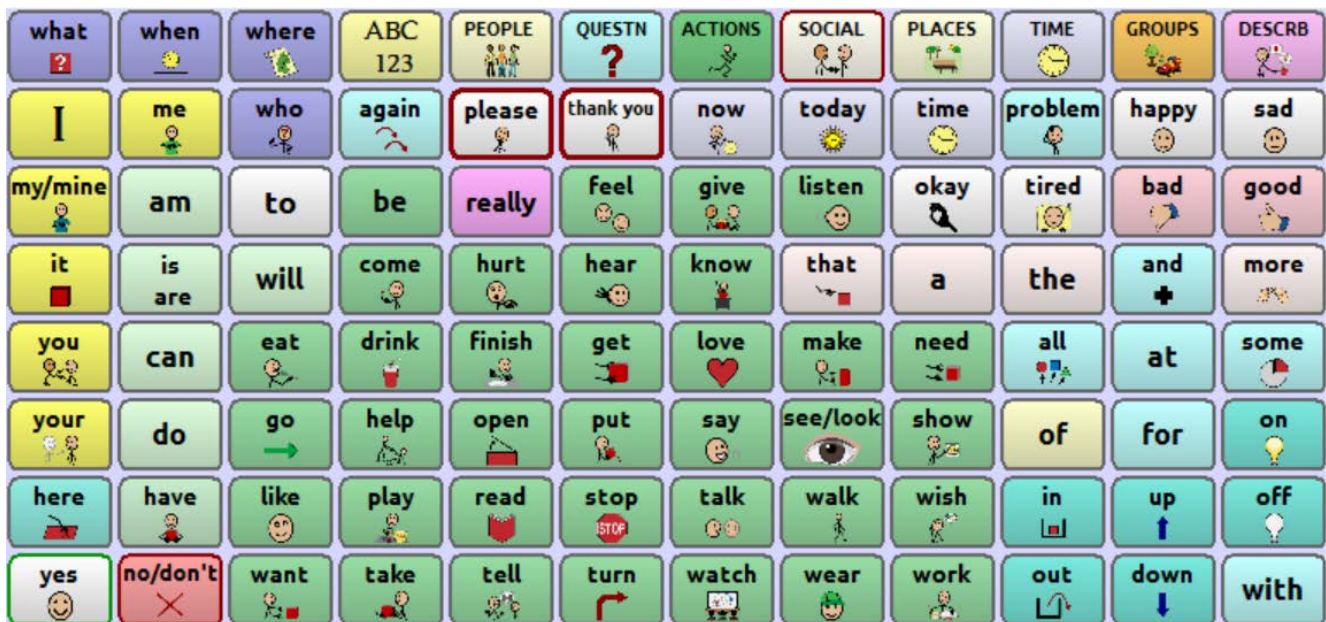 what when where ABC 123 PEOPLE QUESTN ACTIONS SOCIAL PLACES TIME GROUPS DESCRB
I me who again please thank you now today time problem happy sad
my/mine am to be really feel give listen okay tired bad good
it is are will come hurt hear know that a the and more
you can eat drink finish get love make need all at some
your do go help open put say see/look show of for on
here have like play read stop STOP talk walk wish in up off
yes no/don't want take tell turn watch wear work out down with